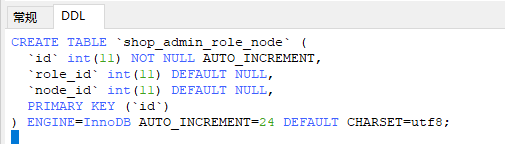 常规 DDL
CREATE TABLE `shop_admin_role_node` (
  `id` int(11) NOT NULL AUTO_INCREMENT,
  `role_id` int(11) DEFAULT NULL,
  `node_id` int(11) DEFAULT NULL,
  PRIMARY KEY (`id`)
) ENGINE=InnoDB AUTO_INCREMENT=24 DEFAULT CHARSET=utf8;